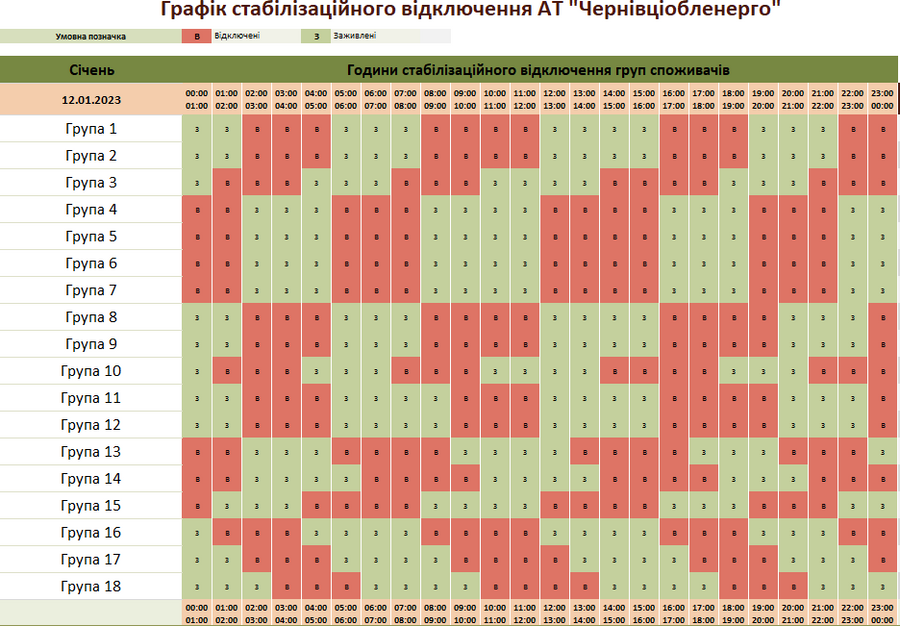 Графік стабілізаційного відключення АТ "Чернівціобленерго"
Умовна позначка В Відключені З Заживлені
Січень Години стабілізаційного відключення груп споживачів
12.01.2023
00:00 01:00 02:00 03:00 04:00 05:00 06:00 07:00 08:00 09:00 10:00 11:00 12:00 13:00 14:00 15:00 16:00 17:00 18:00 19:00 20:00 21:00 22:00 23:00
01:00 02:00 03:00 04:00 05:00 06:00 07:00 08:00 09:00 10:00 11:00 12:00 13:00 14:00 15:00 16:00 17:00 18:00 19:00 20:00 21:00 22:00 23:00 00:00
Група 1 З З В В В З З З В В В В З З З З В В В З З З В В
Група 2 З З В В В З З З В В В В З З З З В В В З З З В В
Група 3 З В В В З З З В В В З З З З В В В В З З З В В В
Група 4 В В З З З В В В З З З З В В В В З З З В В В З З
Група 5 В В З З З В В В З З З З В В В В З З З В В В З З
Група 6 В В З З З В В В З З З З В В В В З З З В В В З З
Група 7 В В З З З В В В З З З З В В В В З З З В В В З З
Група 8 З З В В В З З З В В В В З З З З В В В В З З З В
Група 9 З З В В В З З З В В В В З З З З В В В В З З З В
Група 10 З В В В З З З В В В З З З З В В В В З З З В В В
Група 11 З З В В В З З З З В В В З З З З В В В В З З З В
Група 12 З З В В В З З З З В В В З З З З В В В В З З З В
Група 13 В В З З З В В В В З З З З В В В В З З З В В В З
Група 14 В В З З З З В В В В З З З З В В В В З З З В В В
Група 15 В З З З В В В В З З З З В В В В З З З В В В З З
Група 16 З В В В З З З З В В В В З З З З В В В З З З В В
Група 17 З З В В В З З З З В В В В З З З З В В В З З З В
Група 18 З З З В В В З З З З В В В В З З З З В В В З З З
00:00 01:00 02:00 03:00 04:00 05:00 06:00 07:00 08:00 09:00 10:00 11:00 12:00 13:00 14:00 15:00 16:00 17:00 18:00 19:00 20:00 21:00 22:00 23:00
01:00 02:00 03:00 04:00 05:00 06:00 07:00 08:00 09:00 10:00 11:00 12:00 13:00 14:00 15:00 16:00 17:00 18:00 19:00 20:00 21:00 22:00 23:00 00:00